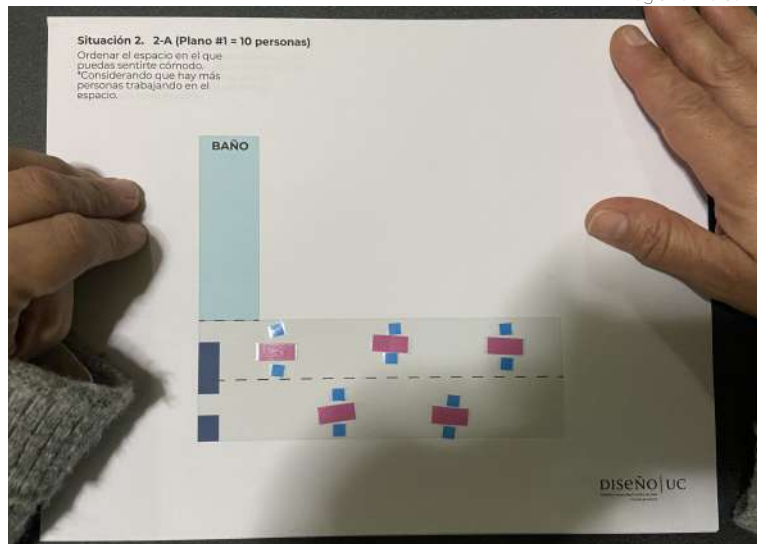 Situación 2. 2-A (Plano #1 = 10 personas)
Ordenar el espacio en el que
puedas sentirte cómodo.
*Considerando que hay más
personas trabajando en el
espacio.
BAÑO
DISEÑO|UC